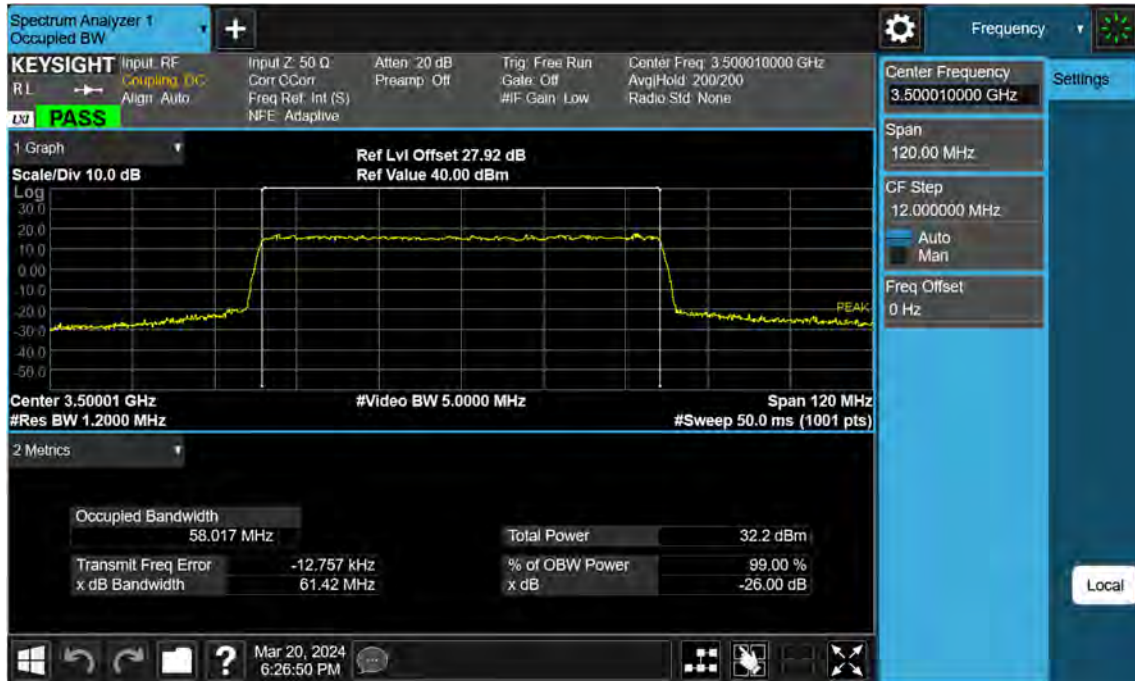 Spectrum Analyzer 1
Occupied BW
+
Frequency
KEYSIGHT
RL
LXI PASS
Input: RF
Coupling: DC
Align: Auto
Input Z: 50 Ω
Corr CCorr
Freq Ref: Int (S)
NFE: Adaptive
Atten: 20 dB
Preamp: Off
Trig: Free Run
Gate: Off
#IF Gain: Low
Center Freq: 3.500010000 GHz
Avg|Hold: 200/200
Radio Std: None
Center Frequency
3.500010000 GHz
Settings
Span
120.00 MHz
CF Step
12.000000 MHz
Auto
Man
Freq Offset
0 Hz
Local
1 Graph
Scale/Div 10.0 dB
Ref Lvl Offset 27.92 dB
Ref Value 40.00 dBm
Log
30.0
20.0
10.0
0.00
-10.0
-20.0
-30.0
-40.0
-50.0
PEAK
Center 3.50001 GHz
#Video BW 5.0000 MHz
Span 120 MHz
#Res BW 1.2000 MHz
#Sweep 50.0 ms (1001 pts)
2 Metrics
Occupied Bandwidth
58.017 MHz
Total Power 32.2 dBm
Transmit Freq Error -12.757 kHz
% of OBW Power 99.00 %
x dB Bandwidth 61.42 MHz
x dB -26.00 dB
?
Mar 20, 2024
6:26:50 PM